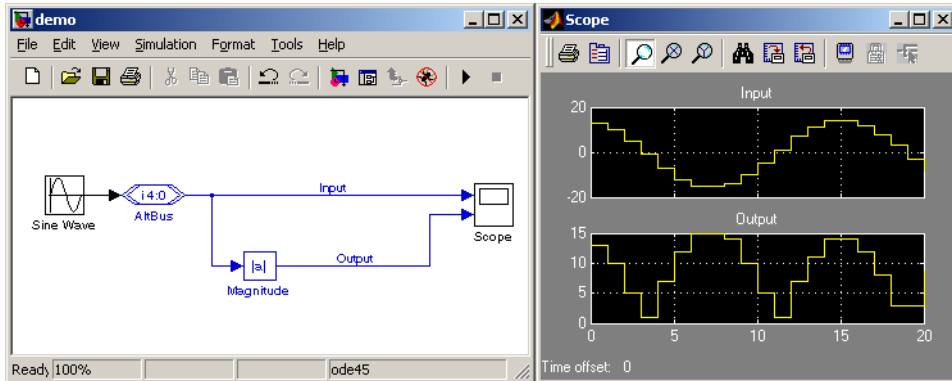 demo
File Edit View Simulation Format Tools Help
i 4:0
AltBus
Sine Wave
Input
Scope
|a|
Magnitude
Output
Ready 100% ode45
Scope
Input
20
0
-20
Output
15
10
5
0
0 5 10 15 20
Time offset: 0